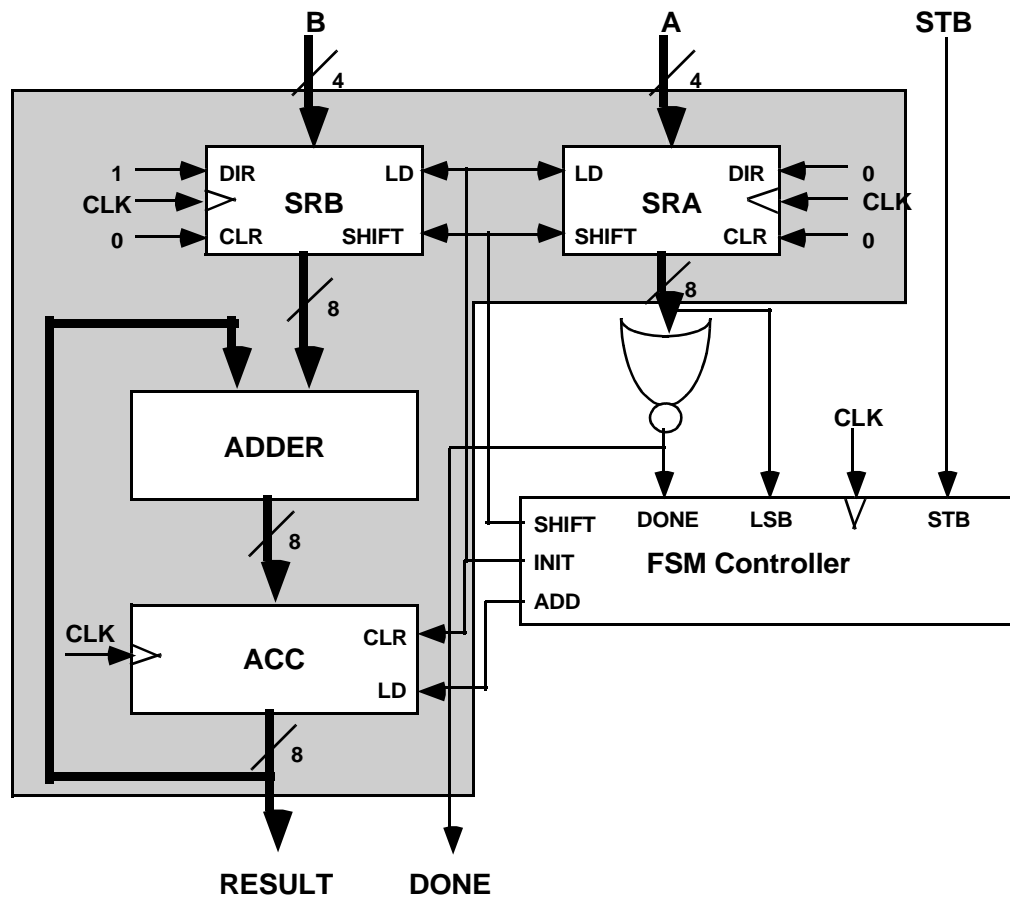 B A STB
4 4
1 DIR LD LD DIR 0
CLK SRB SRA CLK
0 CLR SHIFT SHIFT CLR 0
8 8
ADDER
CLK
8
SHIFT DONE LSB STB
INIT FSM Controller
ADD
CLK CLR
ACC
LD
8
RESULT DONE